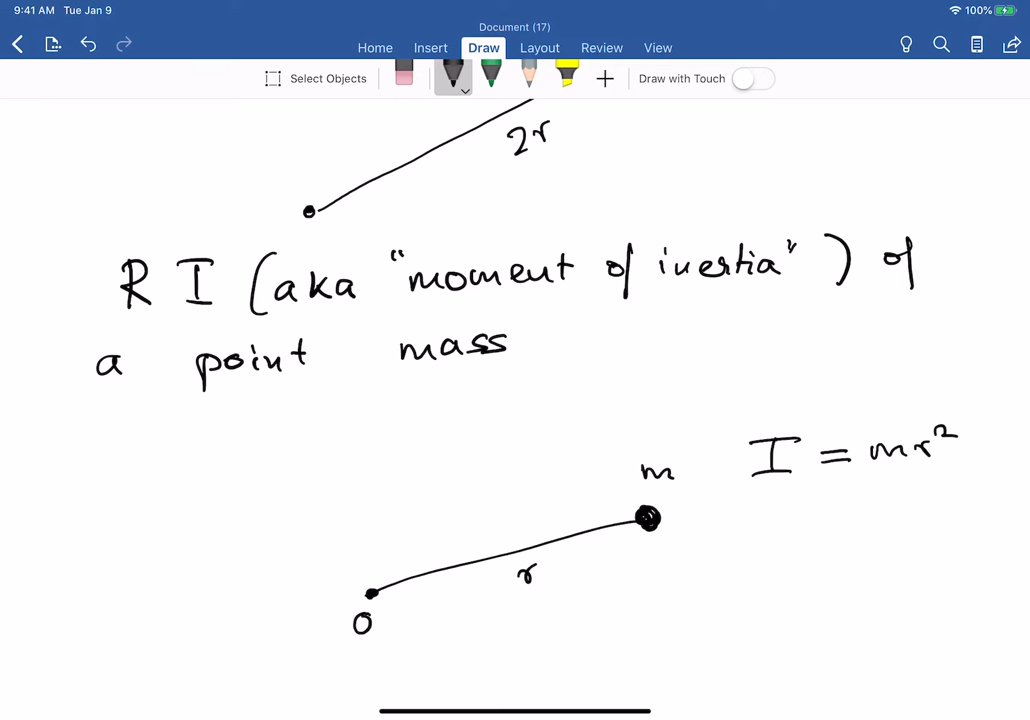 9:41 AM Tue Jan 9
100%
Document (17)
Home Insert Draw Layout Review View
Select Objects
Draw with Touch
2r
R I (aka "moment of inertia") of
a point mass
I = mr²
m
r
O